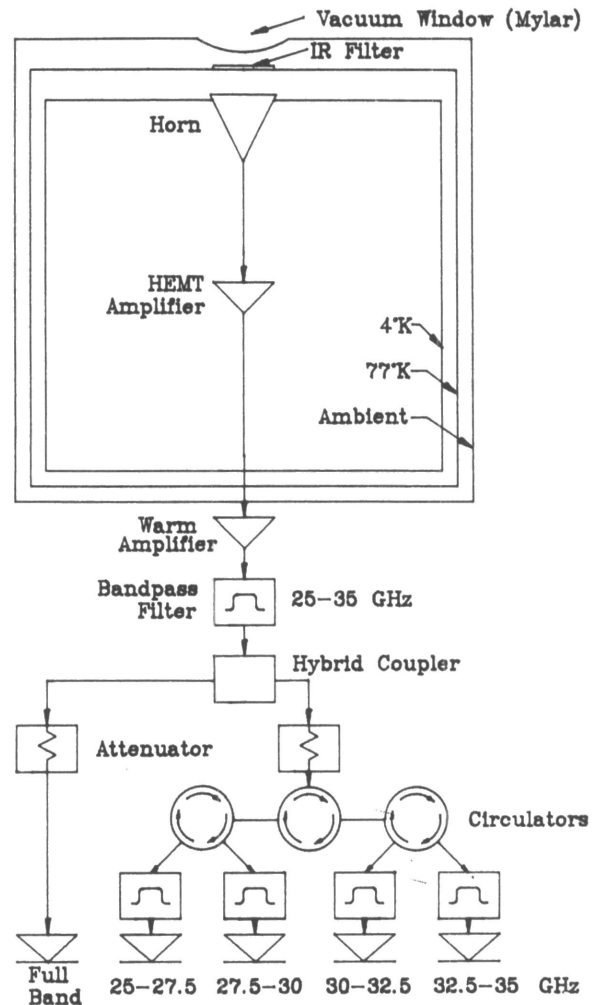 Vacuum Window (Mylar)
IR Filter
Horn
HEMT
Amplifier
4°K
77°K
Ambient
Warm
Amplifier
Bandpass
Filter
25-35 GHz
Hybrid Coupler
Attenuator
Circulators
Full
Band
25-27.5 27.5-30 30-32.5 32.5-35 GHz